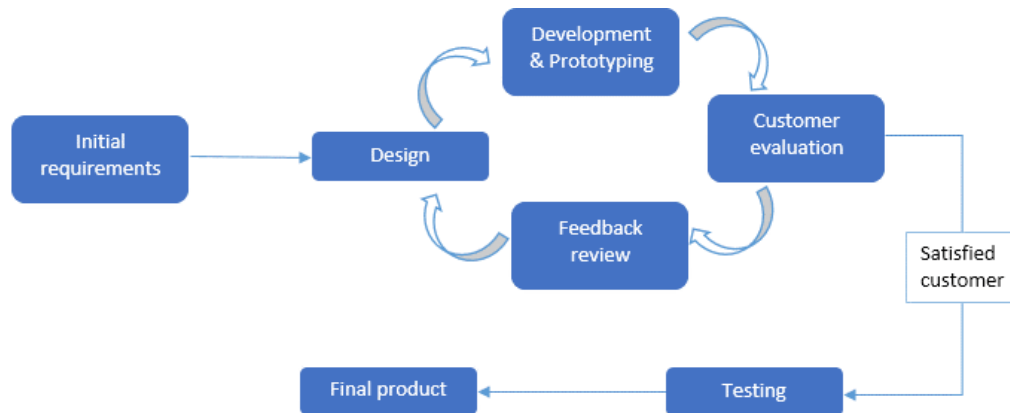 Development
& Prototyping
Initial
requirements
Design
Customer
evaluation
Feedback
review
Satisfied
customer
Testing
Final product